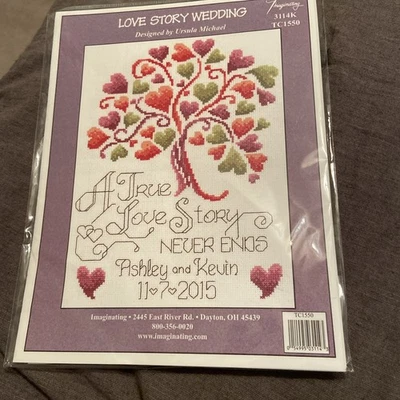 LOVE STORY WEDDING
Designed by Ursula Michael
Imaginating
3114K
TC1550
A True
Love Story
NEVER ENDS
Ashley and Kevin
11♥7♥2015
Imaginating • 2445 East River Rd. • Dayton, OH 45439
800-356-0020
www.imaginating.com
TC1550